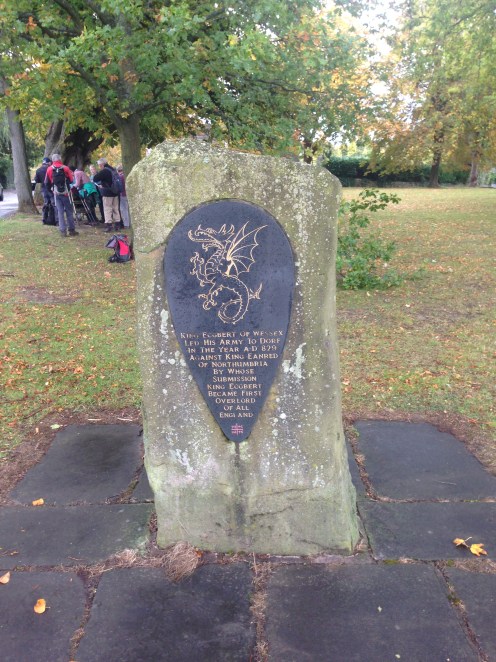 KING ECGBERT OF WESSEX
LED HIS ARMY TO DORE
IN THE YEAR A·D 829
AGAINST KING EANRED
OF NORTHUMBRIA
BY WHOSE
SUBMISSION
KING ECGBERT
BECAME FIRST
OVERLORD
OF ALL
ENGLAND